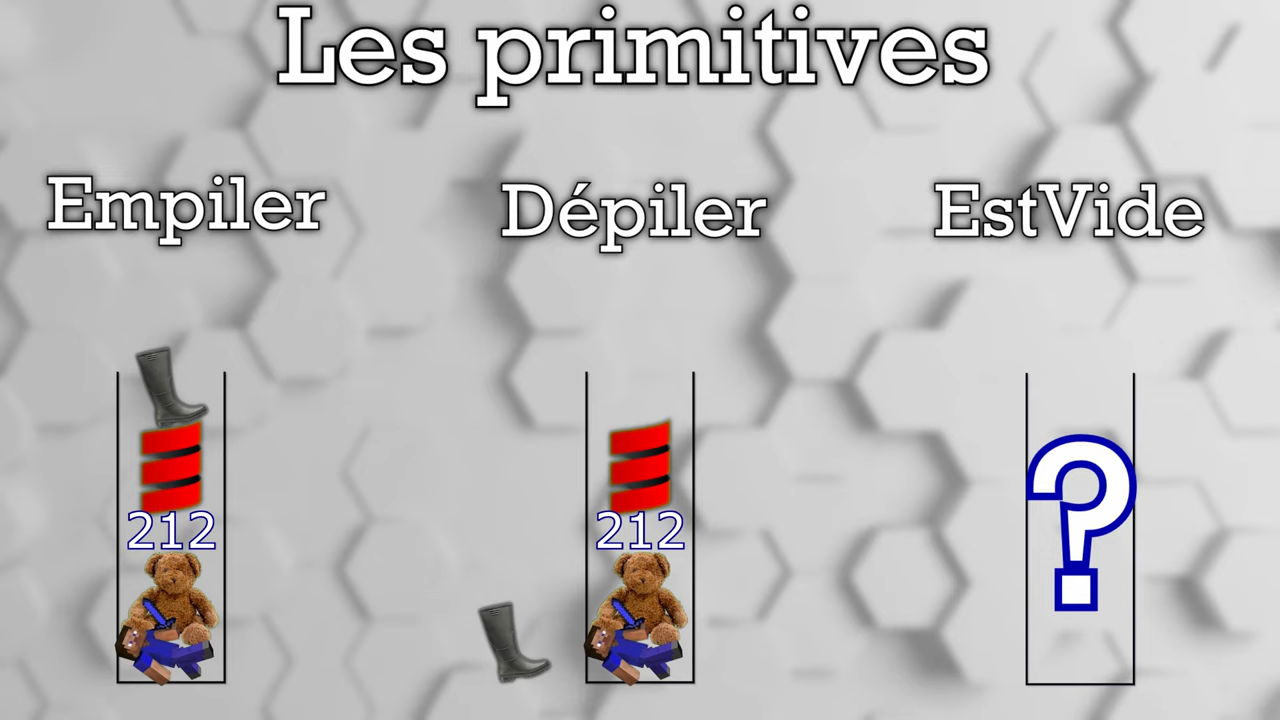 Les primitives
Empiler
Dépiler
EstVide
212
212
?